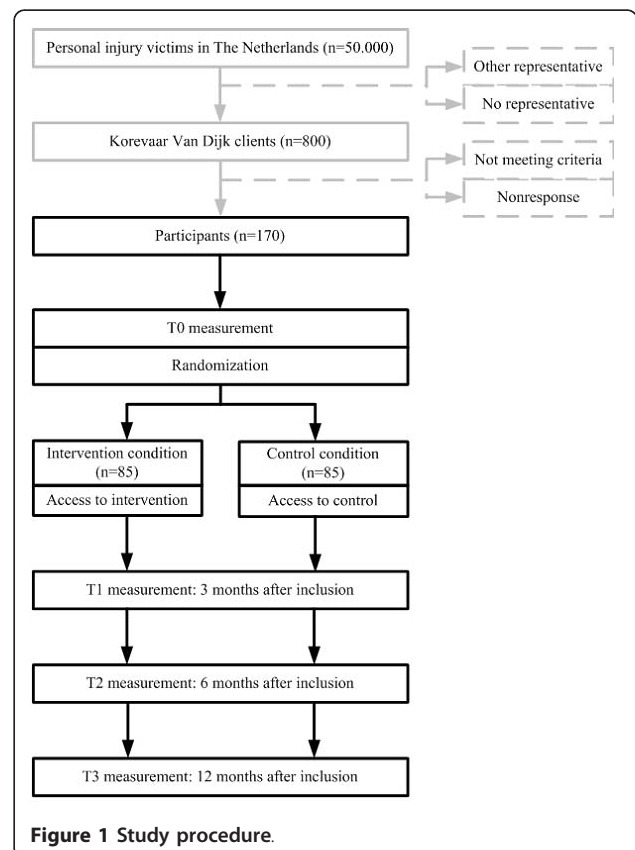 Personal injury victims in The Netherlands (n=50.000)
Other representative
No representative
Korevaar Van Dijk clients (n=800)
Not meeting criteria
Nonresponse
Participants (n=170)
T0 measurement
Randomization
Intervention condition
(n=85)
Access to intervention
Control condition
(n=85)
Access to control
T1 measurement: 3 months after inclusion
T2 measurement: 6 months after inclusion
T3 measurement: 12 months after inclusion
Figure 1 Study procedure.